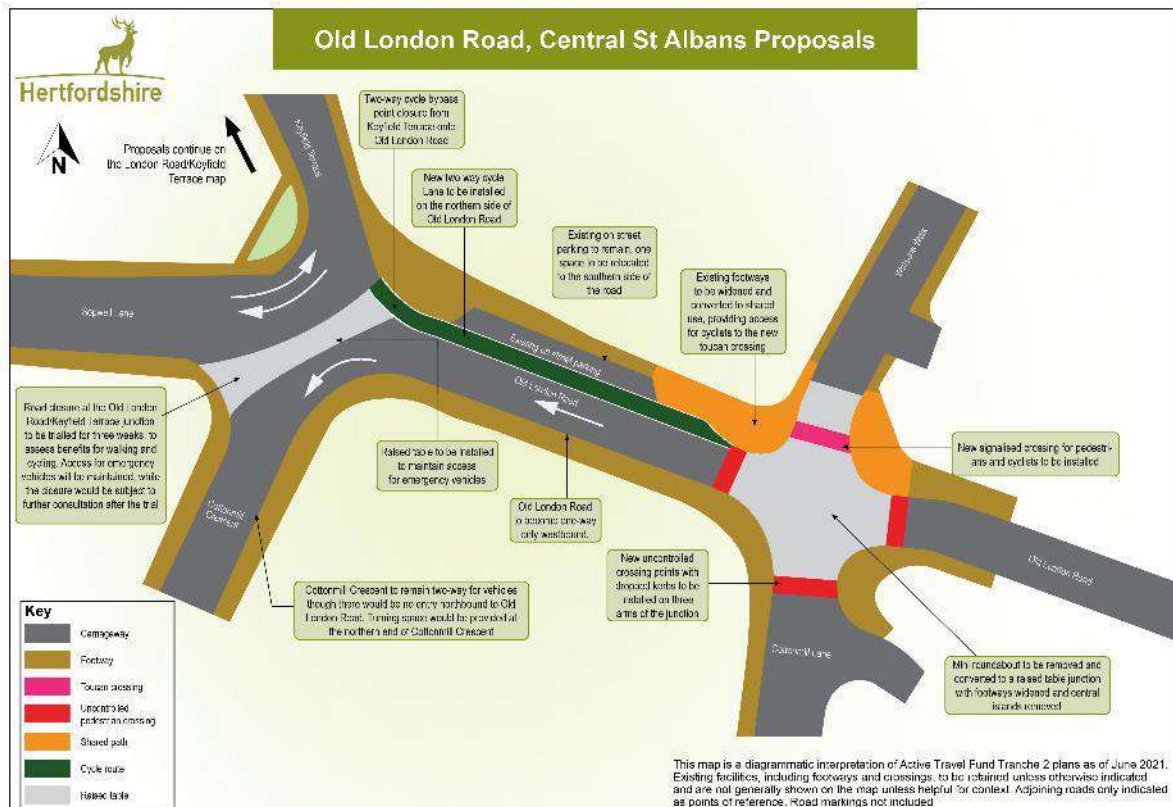 Old London Road, Central St Albans Proposals
Hertfordshire
N
Proposals continue on
the London Road/Keyfield
Terrace map
Keyfield Terrace
Two-way cycle bypass
point closure from
Keyfield Terrace onto
Old London Road
New two way cycle
Lane to be installed
on the northern side of
Old London Road
Existing on street
parking to remain, one
space to be relocated
to the southern side of
the road
Existing footways
to be widened and
converted to shared
use, providing access
for cyclists to the new
toucan crossing
Watsons Walk
Sopwell Lane
Existing on street parking
Old London Road
Road closure at the Old London
Road/Keyfield Terrace junction
to be trialled for three weeks, to
assess benefits for walking and
cycling. Access for emergency
vehicles will be maintained, while
the closure would be subject to
further consultation after the trial
Raised table to be installed
to maintain access
for emergency vehicles
New signalised crossing for pedestri-
ans and cyclists to be installed
Cottonmill
Crescent
Old London Road
to become one-way
only westbound.
New uncontrolled
crossing points with
dropped kerbs to be
installed on three
arms of the junction
Old London Road
Cottonmill Crescent to remain two-way for vehicles
though there would be no entry northbound to Old
London Road. Turning space would be provided at
the northern end of Cottonmill Crescent
Cottonmill Lane
Mini roundabout to be removed and
converted to a raised table junction
with footways widened and central
islands removed
Key
Carriageway
Footway
Toucan crossing
Uncontrolled
pedestrian crossing
Shared path
Cycle route
Raised table
This map is a diagrammatic interpretation of Active Travel Fund Tranche 2 plans as of June 2021.
Existing facilities, including footways and crossings, to be retained unless otherwise indicated
and are not generally shown on the map unless helpful for context. Adjoining roads only indicated
as points of reference. Road markings not included